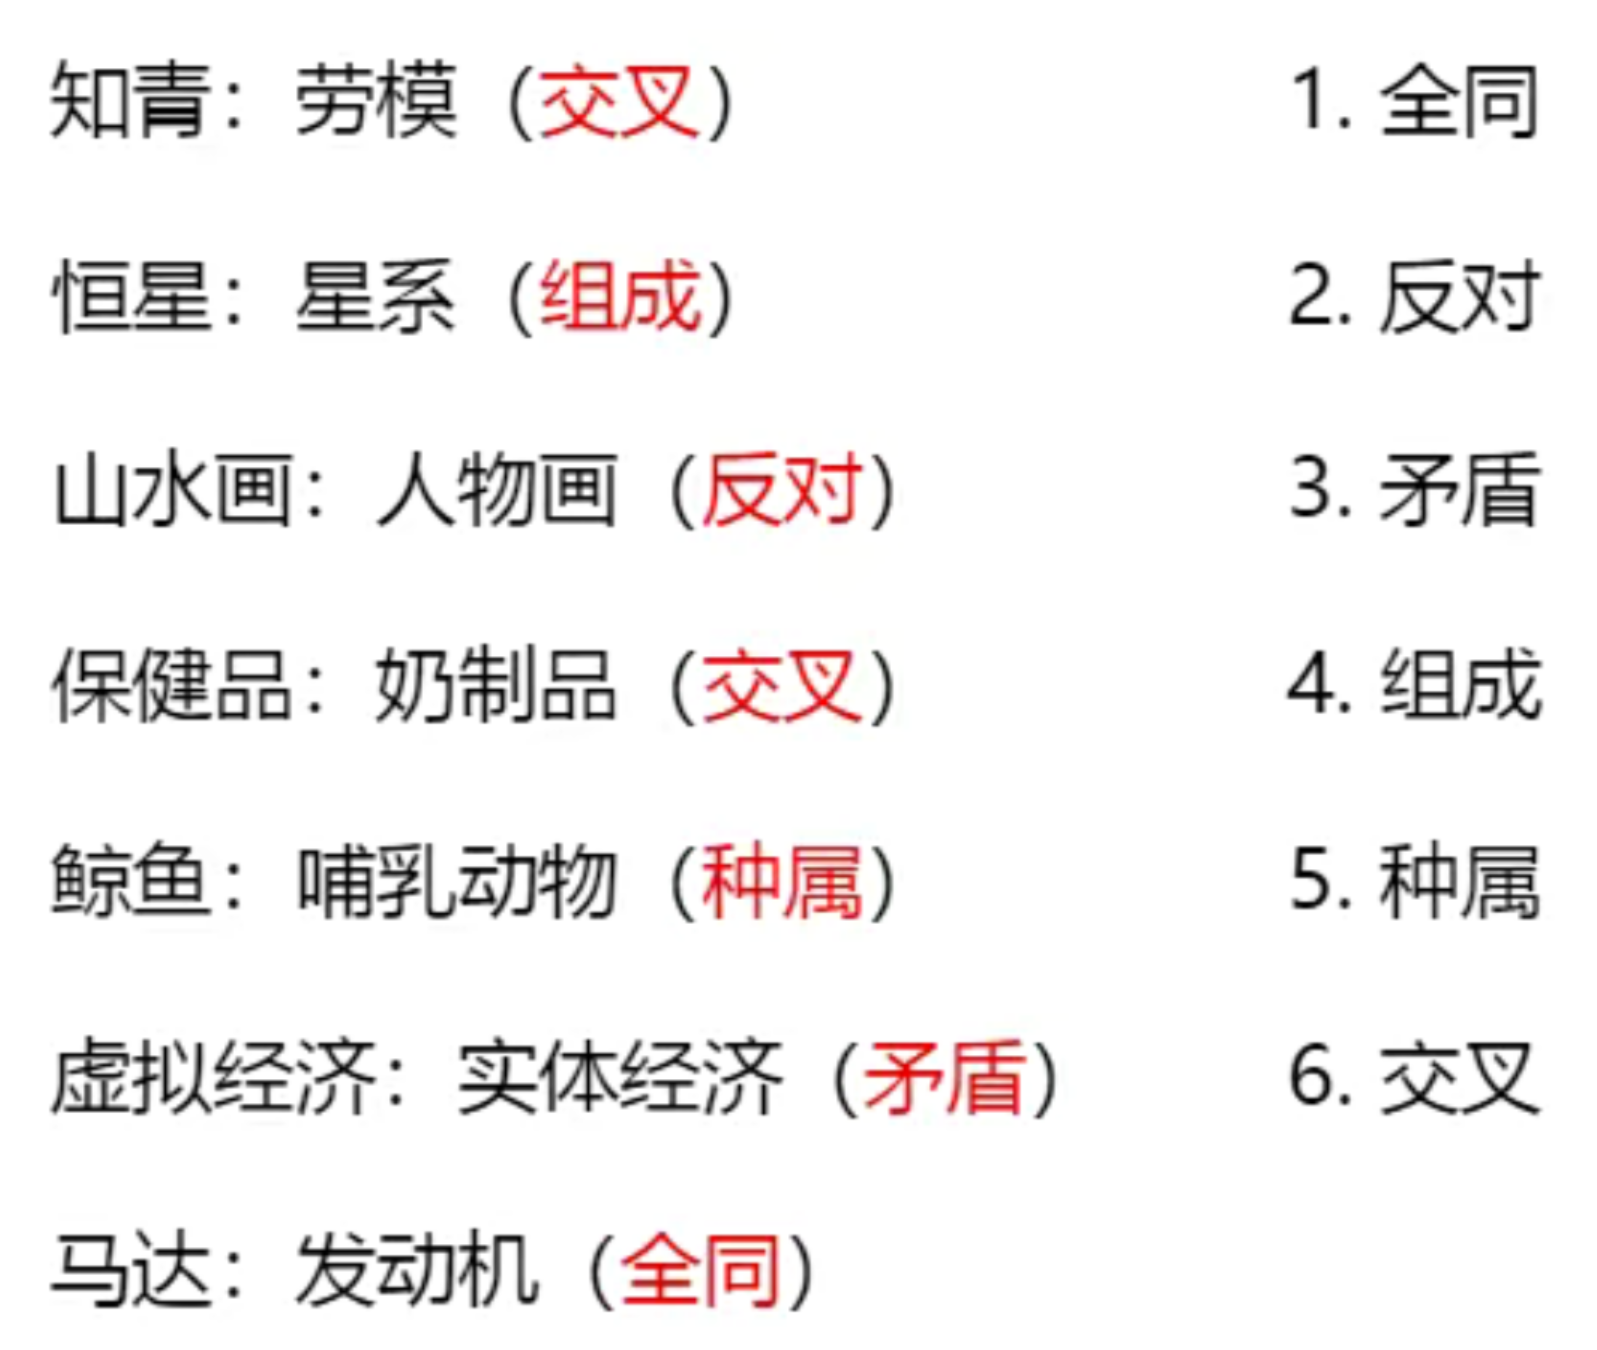 知青：劳模（交叉）
1. 全同
恒星：星系（组成）
2. 反对
山水画：人物画（反对）
3. 矛盾
保健品：奶制品（交叉）
4. 组成
鲸鱼：哺乳动物（种属）
5. 种属
虚拟经济：实体经济（矛盾）
6. 交叉
马达：发动机（全同）